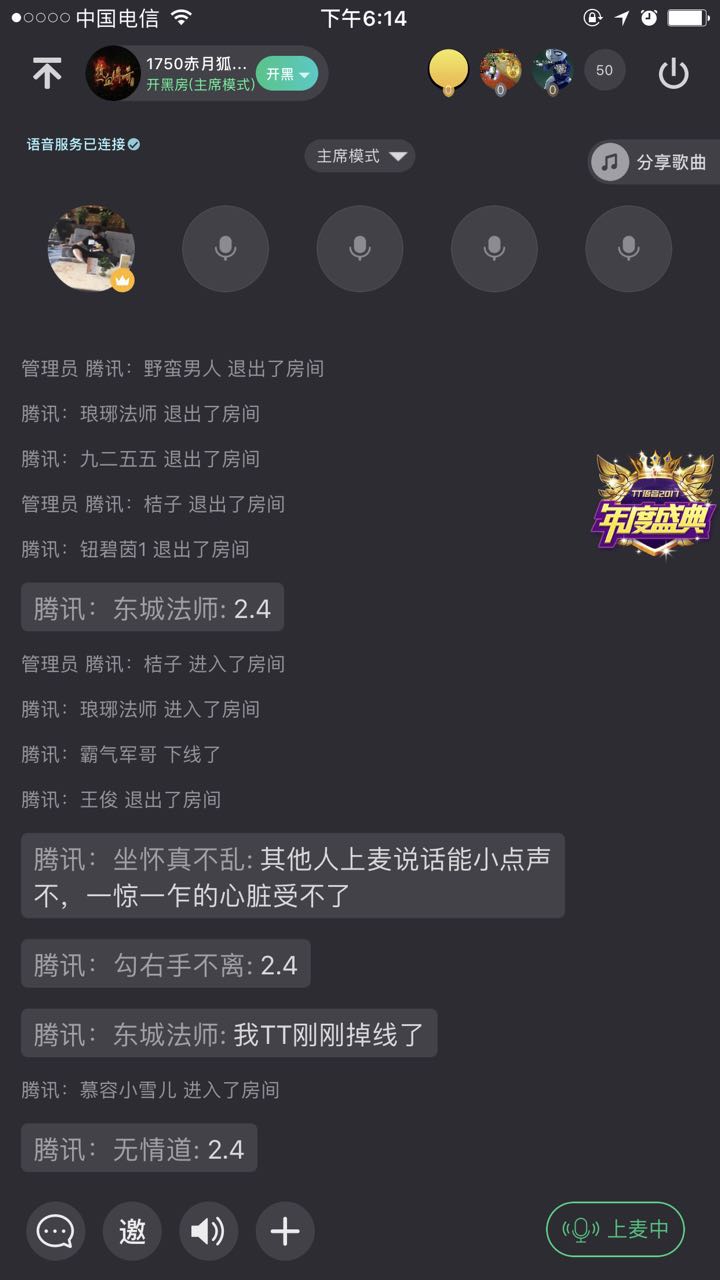 中国电信 下午6:14
1750赤月狐...
开黑房(主席模式) 开黑
0 0 0 50
语音服务已连接
主席模式
分享歌曲
管理员 腾讯：野蛮男人 退出了房间
腾讯：琅琊法师 退出了房间
腾讯：九二五五 退出了房间
管理员 腾讯：桔子 退出了房间
腾讯：钮碧茵1 退出了房间
TT语音2017
年度盛典
腾讯：东城法师: 2.4
管理员 腾讯：桔子 进入了房间
腾讯：琅琊法师 进入了房间
腾讯：霸气军哥 下线了
腾讯：王俊 退出了房间
腾讯：坐怀真不乱: 其他人上麦说话能小点声
不，一惊一乍的心脏受不了
腾讯：勾右手不离: 2.4
腾讯：东城法师: 我TT刚刚掉线了
腾讯：慕容小雪儿 进入了房间
腾讯：无情道: 2.4
邀
上麦中